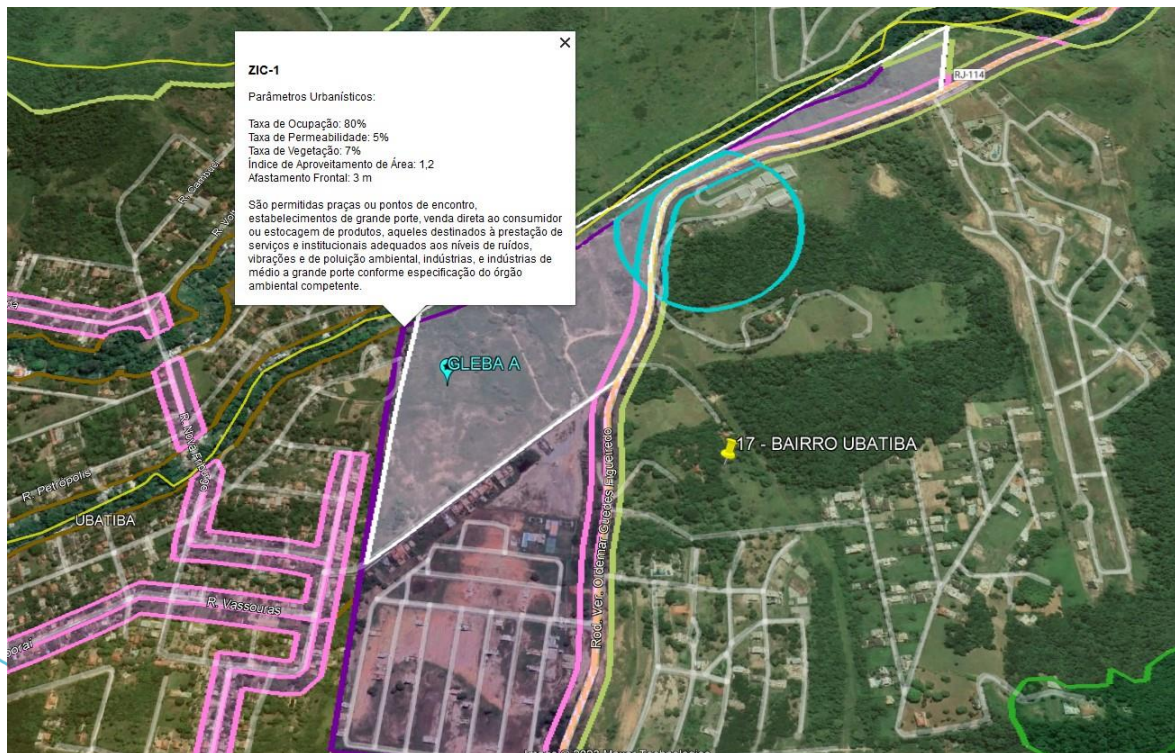 ZIC-1
Parâmetros Urbanísticos:
Taxa de Ocupação: 80%
Taxa de Permeabilidade: 5%
Taxa de Vegetação: 7%
Índice de Aproveitamento de Área: 1,2
Afastamento Frontal: 3 m
São permitidas praças ou pontos de encontro,
estabelecimentos de grande porte, venda direta ao consumidor
ou estocagem de produtos, aqueles destinados à prestação de
serviços e institucionais adequados aos níveis de ruídos,
vibrações e de poluição ambiental, indústrias, e indústrias de
médio a grande porte conforme especificação do órgão
ambiental competente.
RJ-114
R. Cambuci
GLEBA A
17 - BAIRRO UBATIBA
R. Nova Friburgo
R. Petrópolis
UBATIBA
R. Vassouras
Rod. Ver. Oldemar Guedes Figueiredo